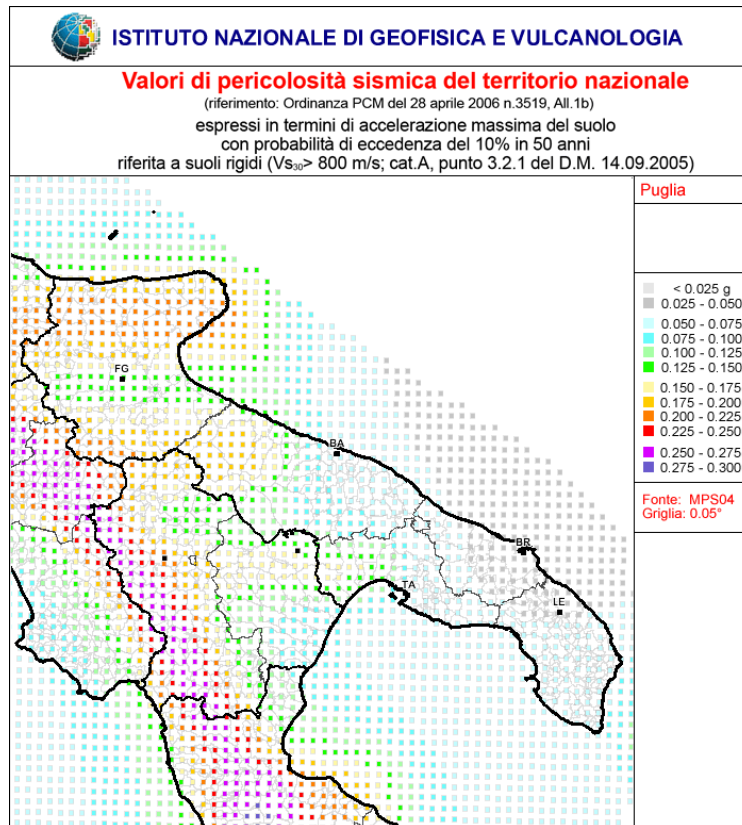 ISTITUTO NAZIONALE DI GEOFISICA E VULCANOLOGIA
Valori di pericolosità sismica del territorio nazionale
(riferimento: Ordinanza PCM del 28 aprile 2006 n.3519, All.1b)
espressi in termini di accelerazione massima del suolo
con probabilità di eccedenza del 10% in 50 anni
riferita a suoli rigidi (Vs₃₀> 800 m/s; cat.A, punto 3.2.1 del D.M. 14.09.2005)
Puglia
< 0.025 g
0.025 - 0.050
0.050 - 0.075
0.075 - 0.100
0.100 - 0.125
0.125 - 0.150
0.150 - 0.175
0.175 - 0.200
0.200 - 0.225
0.225 - 0.250
0.250 - 0.275
0.275 - 0.300
Fonte: MPS04
Griglia: 0.05°
FG
BA
BR
TA
LE